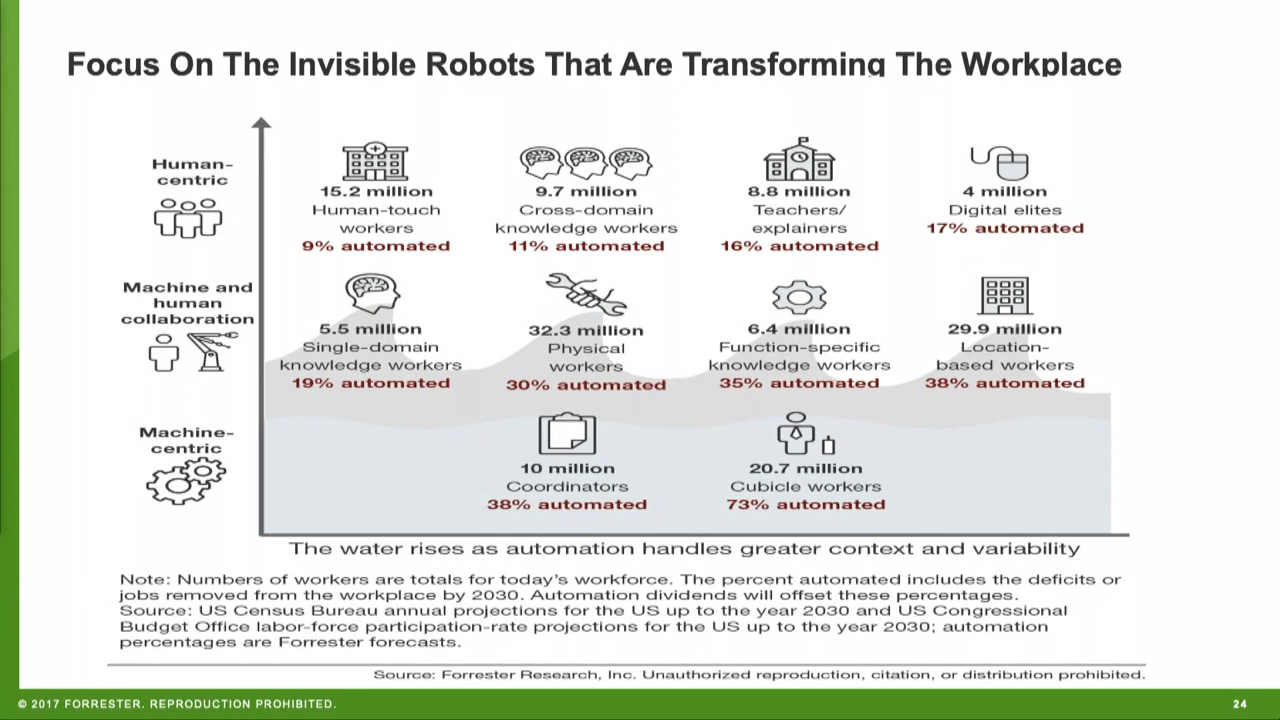 Focus On The Invisible Robots That Are Transforming The Workplace
Human-
centric
15.2 million
Human-touch
workers
9% automated
9.7 million
Cross-domain
knowledge workers
11% automated
8.8 million
Teachers/
explainers
16% automated
4 million
Digital elites
17% automated
Machine and
human
collaboration
5.5 million
Single-domain
knowledge workers
19% automated
32.3 million
Physical
workers
30% automated
6.4 million
Function-specific
knowledge workers
35% automated
29.9 million
Location-
based workers
38% automated
Machine-
centric
10 million
Coordinators
38% automated
20.7 million
Cubicle workers
73% automated
The water rises as automation handles greater context and variability
Note: Numbers of workers are totals for today's workforce. The percent automated includes the deficits or
jobs removed from the workplace by 2030. Automation dividends will offset these percentages.
Source: US Census Bureau annual projections for the US up to the year 2030 and US Congressional
Budget Office labor-force participation-rate projections for the US up to the year 2030; automation
percentages are Forrester forecasts.
Source: Forrester Research, Inc. Unauthorized reproduction, citation, or distribution prohibited.
© 2017 FORRESTER. REPRODUCTION PROHIBITED.
24